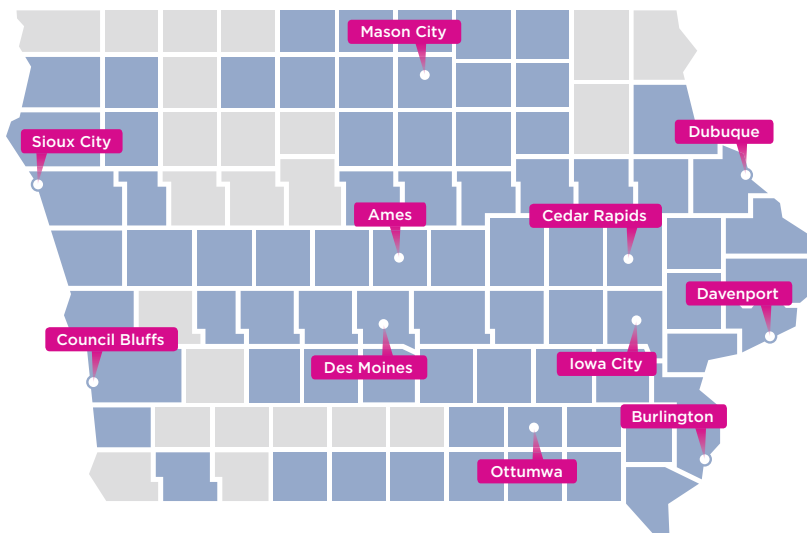 Mason City
Dubuque
Sioux City
Ames
Cedar Rapids
Davenport
Council Bluffs
Des Moines
Iowa City
Burlington
Ottumwa